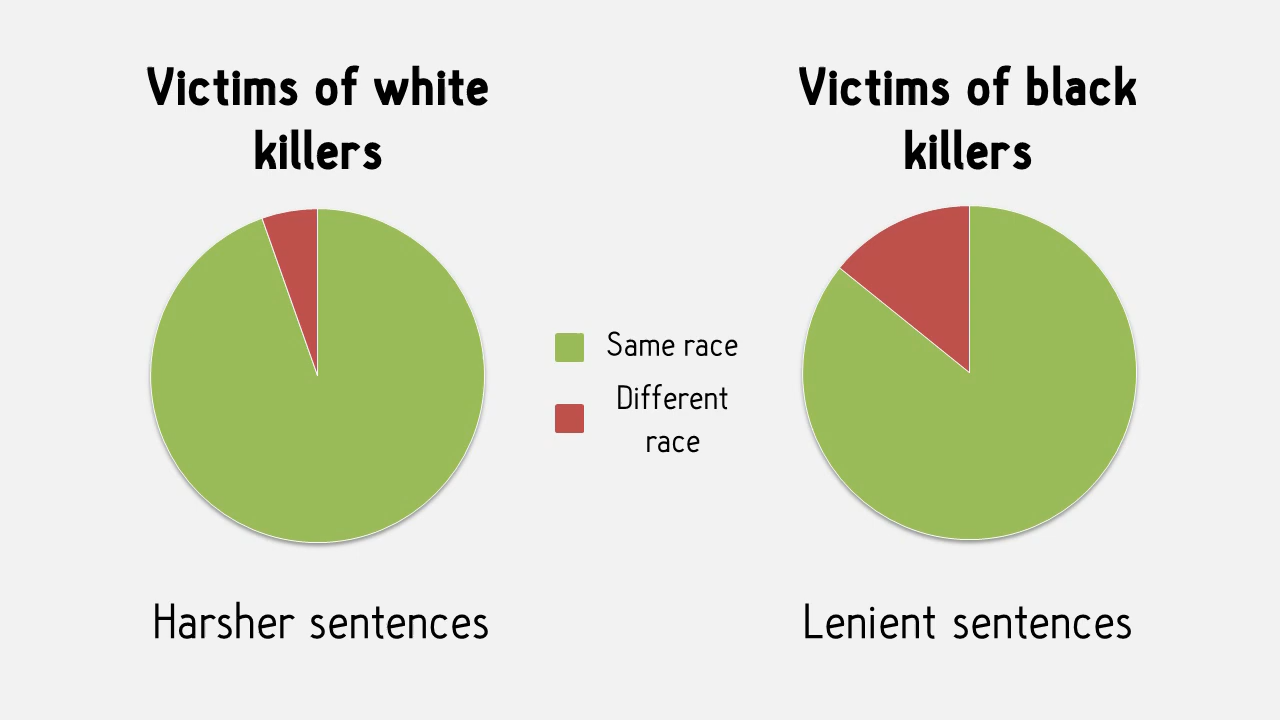 Victims of white
killers
Victims of black
killers
Same race
Different
race
Harsher sentences
Lenient sentences